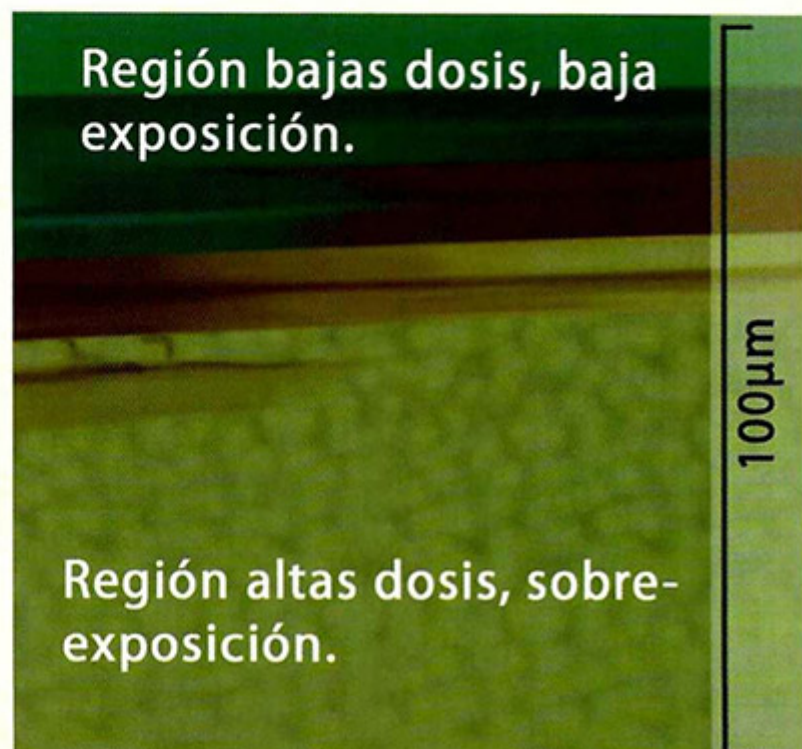 Región bajas dosis, baja
exposición.
100µm
Región altas dosis, sobre-
exposición.